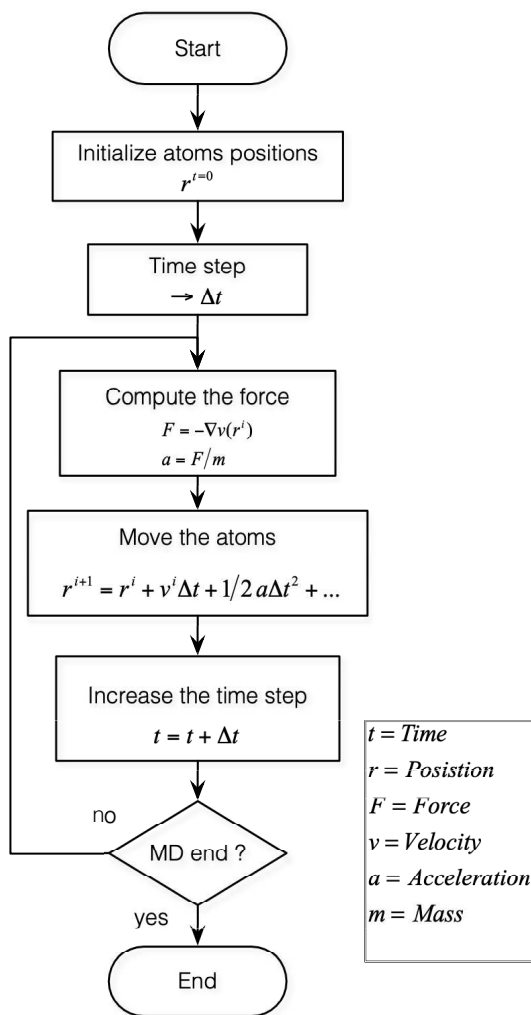 Start
Initialize atoms positions
r^{t=0}
Time step
→ Δt
Compute the force
F = −∇v(r^i)
a = F/m
Move the atoms
r^{i+1} = r^i + v^i Δt + 1/2 aΔt^2 + ...
Increase the time step
t = t + Δt
no
MD end ?
yes
End
t = Time
r = Posistion
F = Force
v = Velocity
a = Acceleration
m = Mass